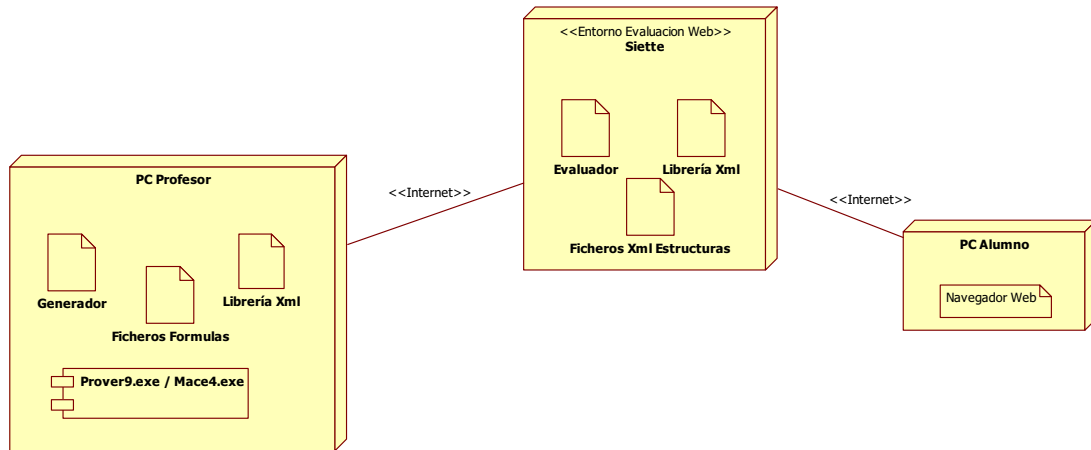 <<Entorno Evaluacion Web>>
Siette
Evaluador
Librería Xml
Ficheros Xml Estructuras
PC Profesor
Generador
Librería Xml
Ficheros Formulas
Prover9.exe / Mace4.exe
<<Internet>>
<<Internet>>
PC Alumno
Navegador Web